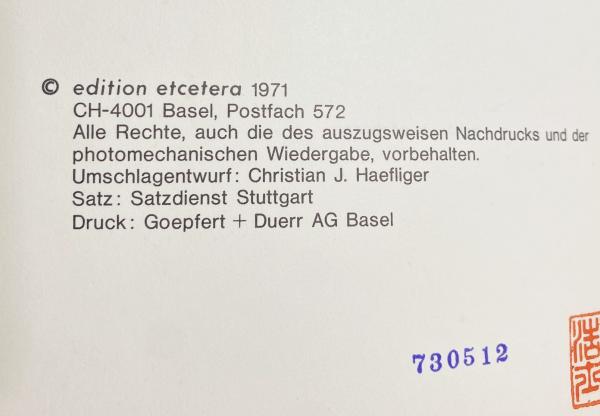 © edition etcetera 1971
CH-4001 Basel, Postfach 572
Alle Rechte, auch die des auszugsweisen Nachdrucks und der
photomechanischen Wiedergabe, vorbehalten.
Umschlagentwurf: Christian J. Haefliger
Satz: Satzdienst Stuttgart
Druck: Goepfert + Duerr AG Basel
730512